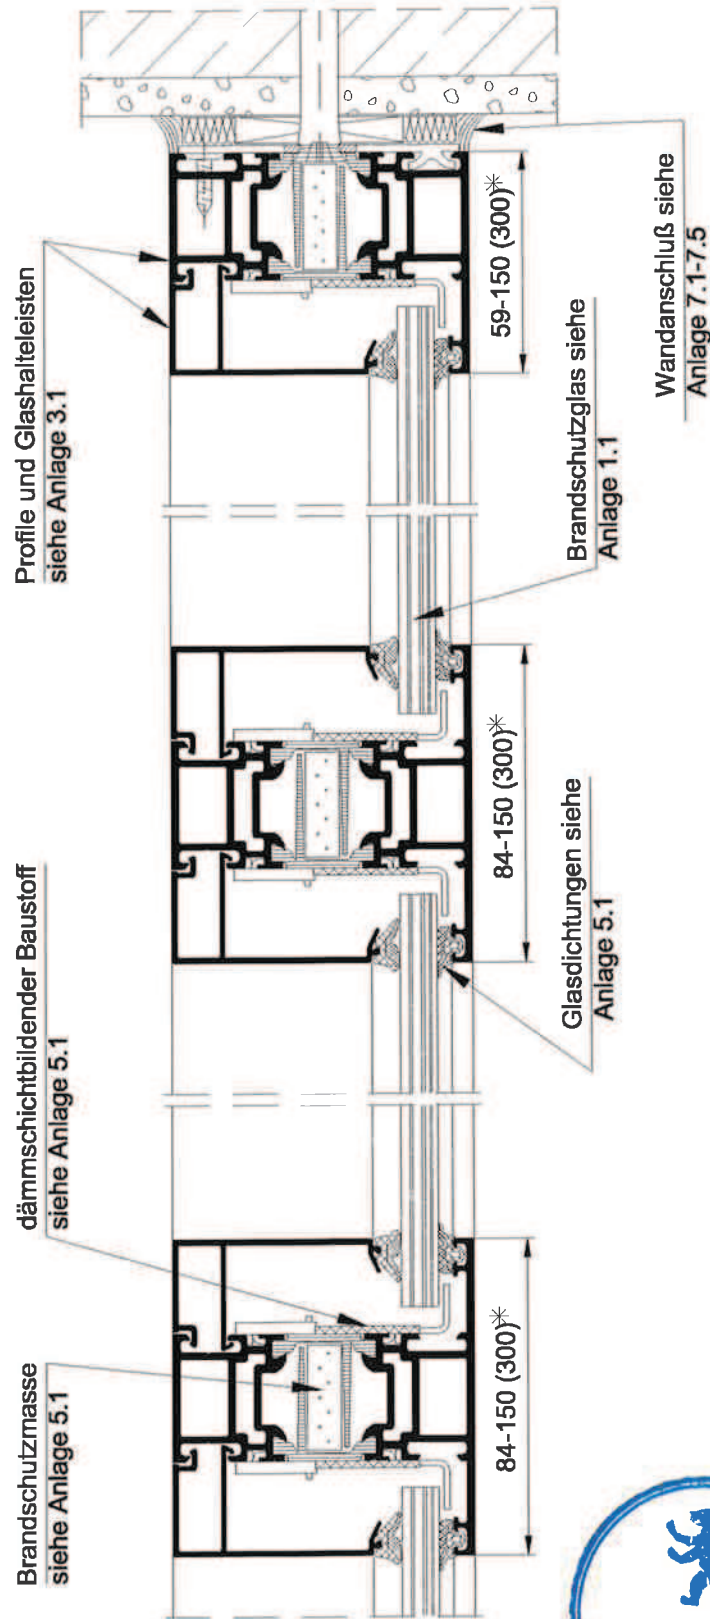 Brandschutzmasse
siehe Anlage 5.1
dämmschichtbildender Baustoff
siehe Anlage 5.1
Profile und Glashalteleisten
siehe Anlage 3.1
84-150 (300)*
84-150 (300)*
59-150 (300)*
Glasdichtungen siehe
Anlage 5.1
Brandschutzglas siehe
Anlage 1.1
Wandanschluß siehe
Anlage 7.1-7.5